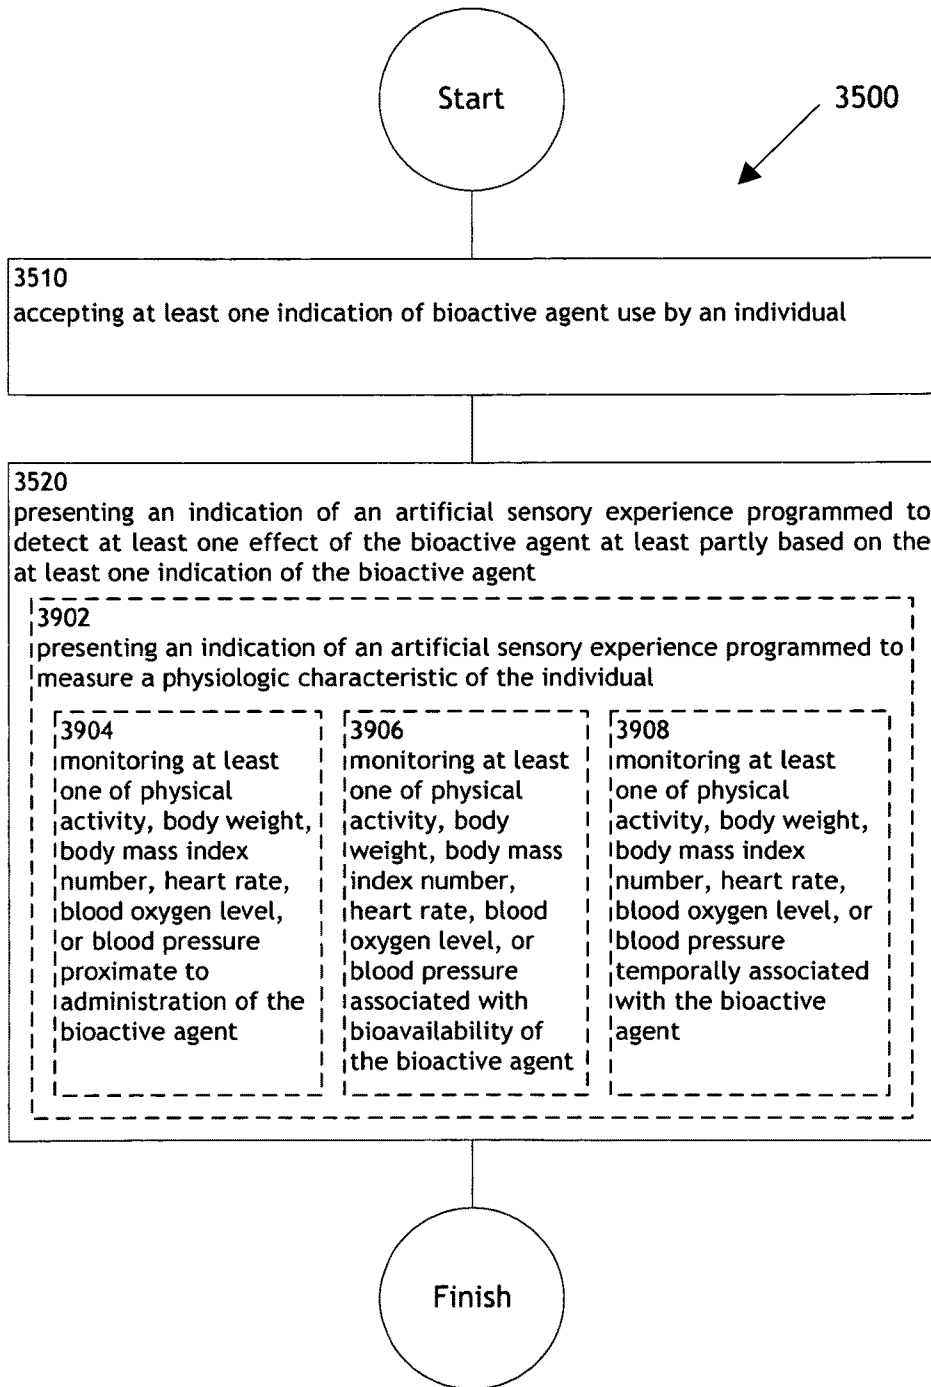 Start
3500
3510
accepting at least one indication of bioactive agent use by an individual
3520
presenting an indication of an artificial sensory experience programmed to
detect at least one effect of the bioactive agent at least partly based on the
at least one indication of the bioactive agent
3902
presenting an indication of an artificial sensory experience programmed to
measure a physiologic characteristic of the individual
3904
monitoring at least
one of physical
activity, body weight,
body mass index
number, heart rate,
blood oxygen level,
or blood pressure
proximate to
administration of the
bioactive agent
3906
monitoring at least
one of physical
activity, body
weight, body mass
index number,
heart rate, blood
oxygen level, or
blood pressure
associated with
bioavailability of
the bioactive agent
3908
monitoring at least
one of physical
activity, body weight,
body mass index
number, heart rate,
blood oxygen level, or
blood pressure
temporally associated
with the bioactive
agent
Finish